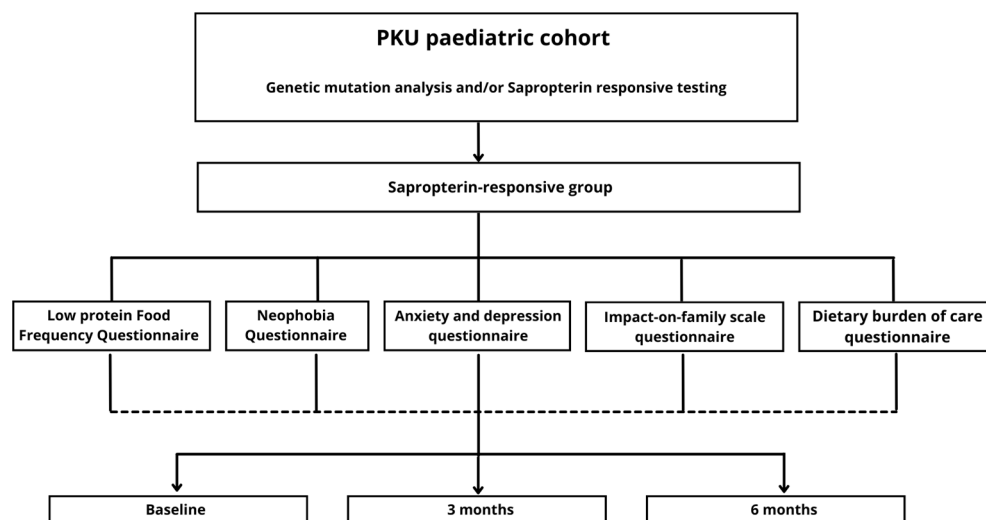 PKU paediatric cohort
Genetic mutation analysis and/or Sapropterin responsive testing
Sapropterin-responsive group
Low protein Food
Frequency Questionnaire
Neophobia
Questionnaire
Anxiety and depression
questionnaire
Impact-on-family scale
questionnaire
Dietary burden of care
questionnaire
Baseline
3 months
6 months